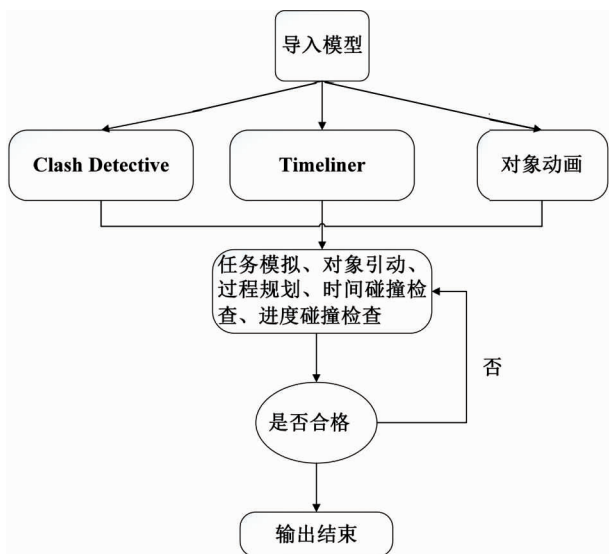 导入模型
Clash Detective
Timeliner
对象动画
任务模拟、对象引动、
过程规划、时间碰撞检
查、进度碰撞检查
否
是否合格
输出结束